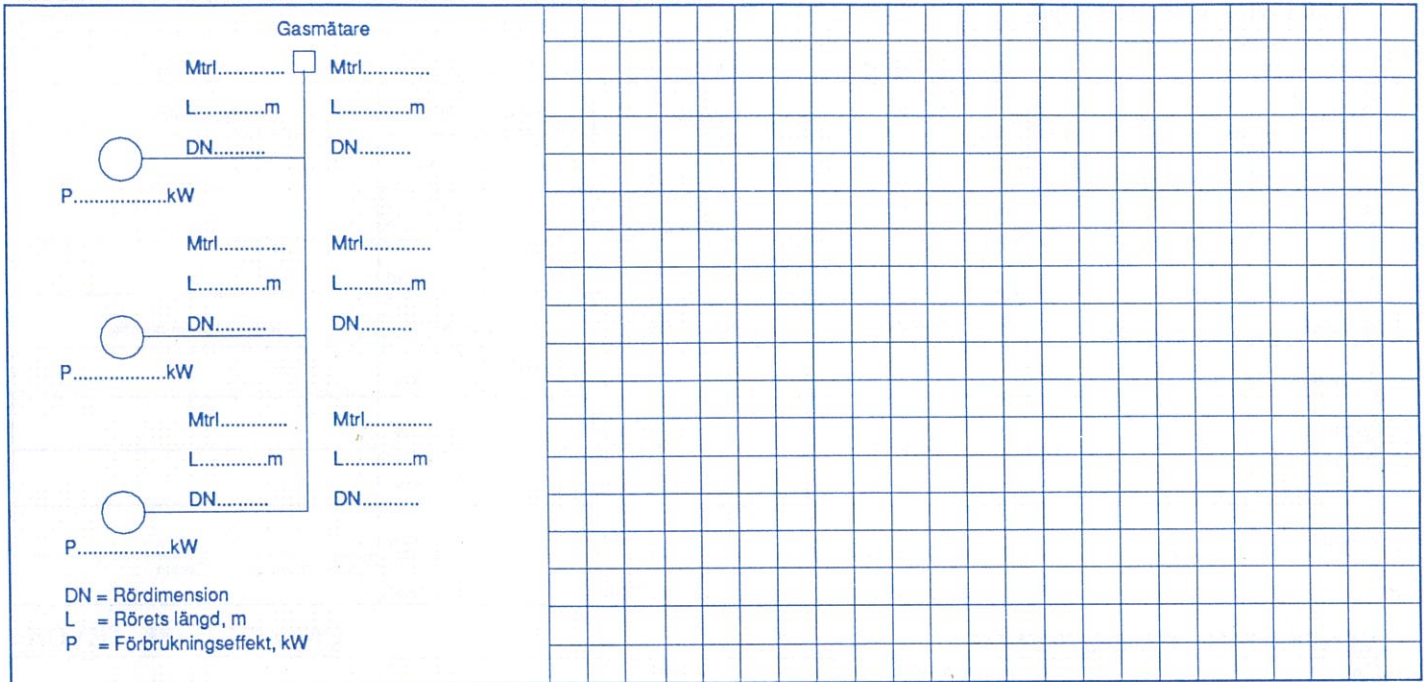 Gasmätare
Mtrl............. Mtrl.............
L.............m L.............m
DN.......... DN..........
P..................kW
Mtrl............. Mtrl.............
L.............m L.............m
DN.......... DN..........
P..................kW
Mtrl............. Mtrl.............
L.............m L.............m
DN.......... DN..........
P..................kW
DN = Rördimension
L = Rörets längd, m
P = Förbrukningseffekt, kW